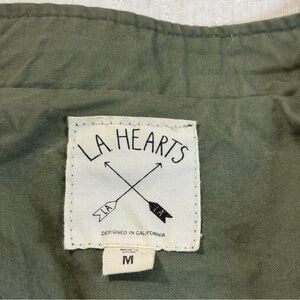 LA HEARTS
LA LA
DESIGNED IN CALIFORNIA
M